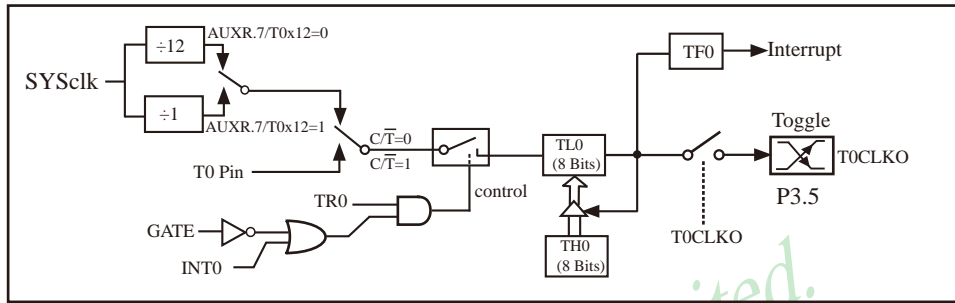 AUXR.7/T0x12=0
÷12
SYSclk
÷1
AUXR.7/T0x12=1
T0 Pin
C/T̅=0
C/T̅=1
control
TR0
GATE
INT0
TL0
(8 Bits)
TH0
(8 Bits)
TF0
Interrupt
Toggle
T0CLKO
P3.5
T0CLKO
ited.